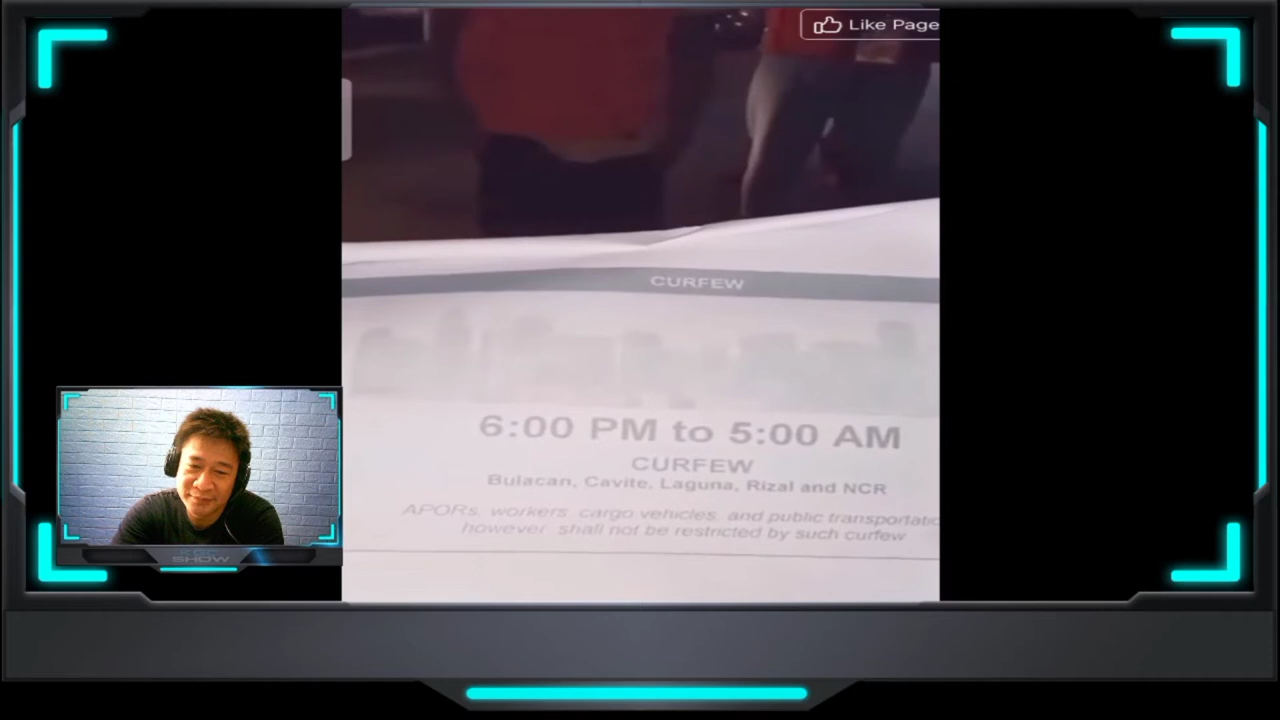 Like Page
CURFEW
6:00 PM to 5:00 AM
CURFEW
Bulacan, Cavite, Laguna, Rizal and NCR
APORs, workers, cargo vehicles, and public transportatio
however, shall not be restricted by such curfew
SHOW